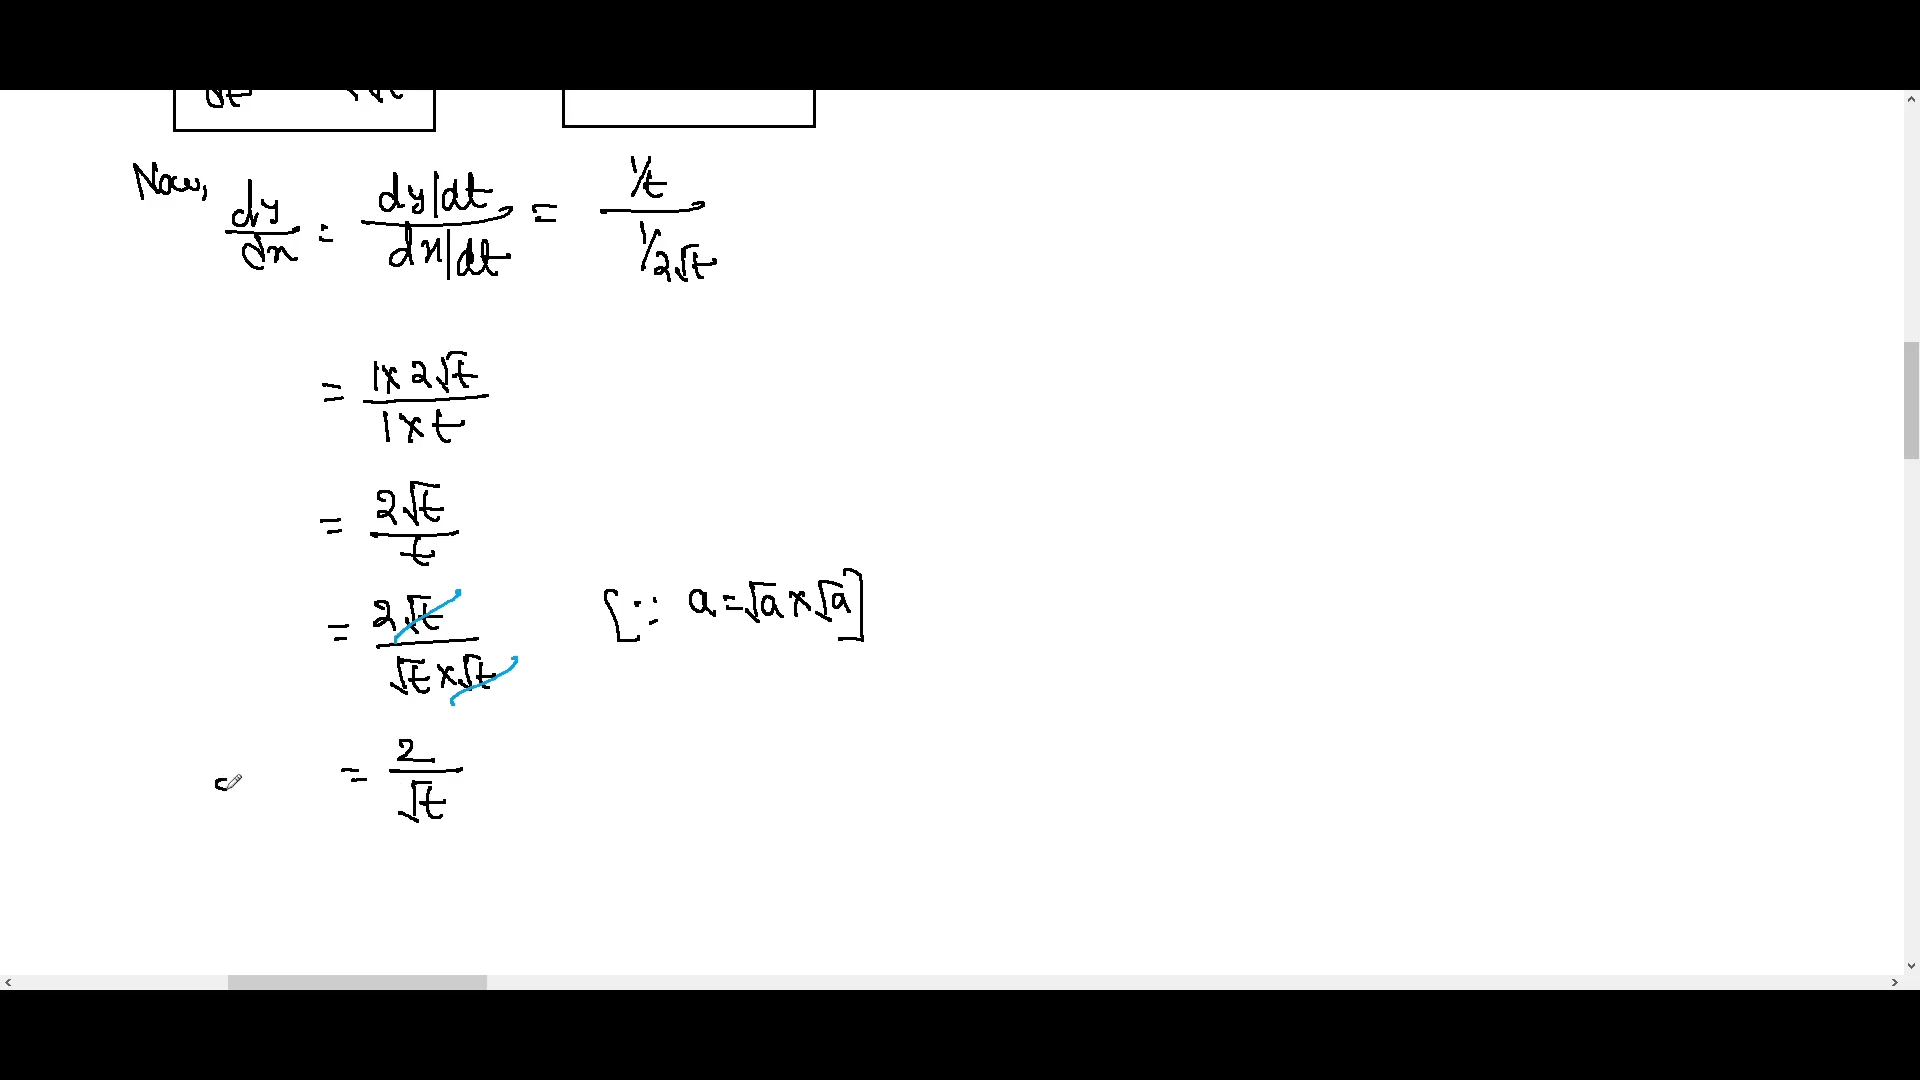 √t √t
Now, dy/dx = (dy/dt)/(dx/dt) = (1/t)/(1/2√t)
= (1×2√t)/(1×t)
= 2√t/t
= 2√t/(√t×√t) [∵ a=√a×√a]
= 2/√t